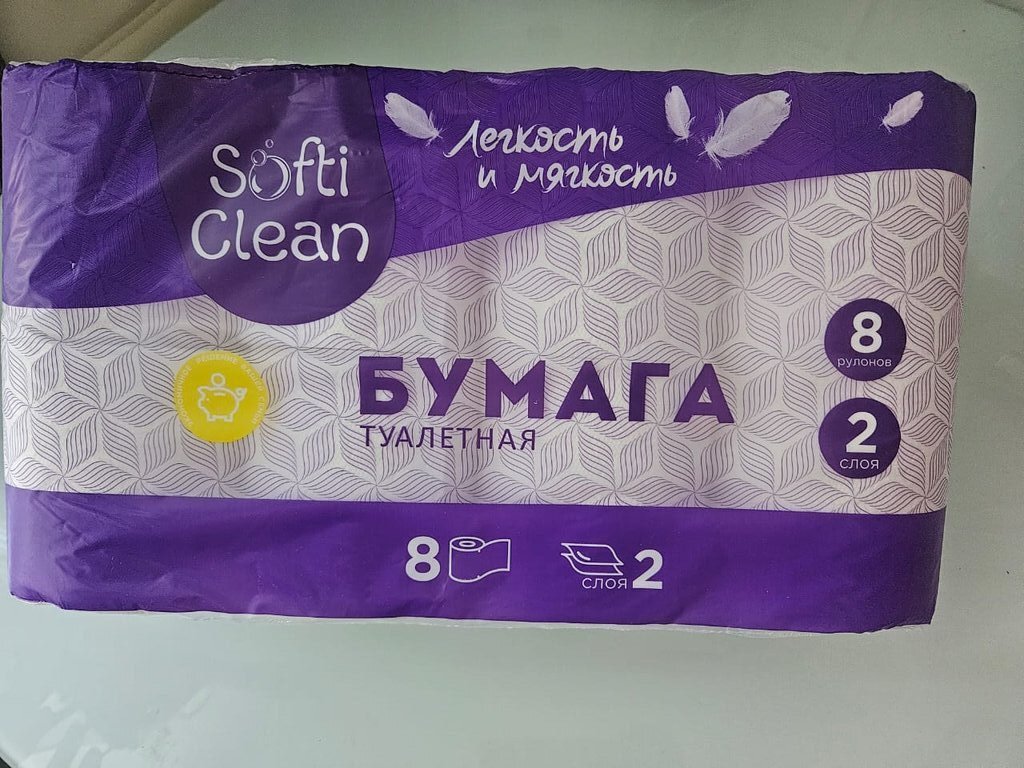 Softi
Clean
Легкость
и мягкость
БУМАГА
ТУАЛЕТНАЯ
8
рулонов
2
слоя
8
слоя 2